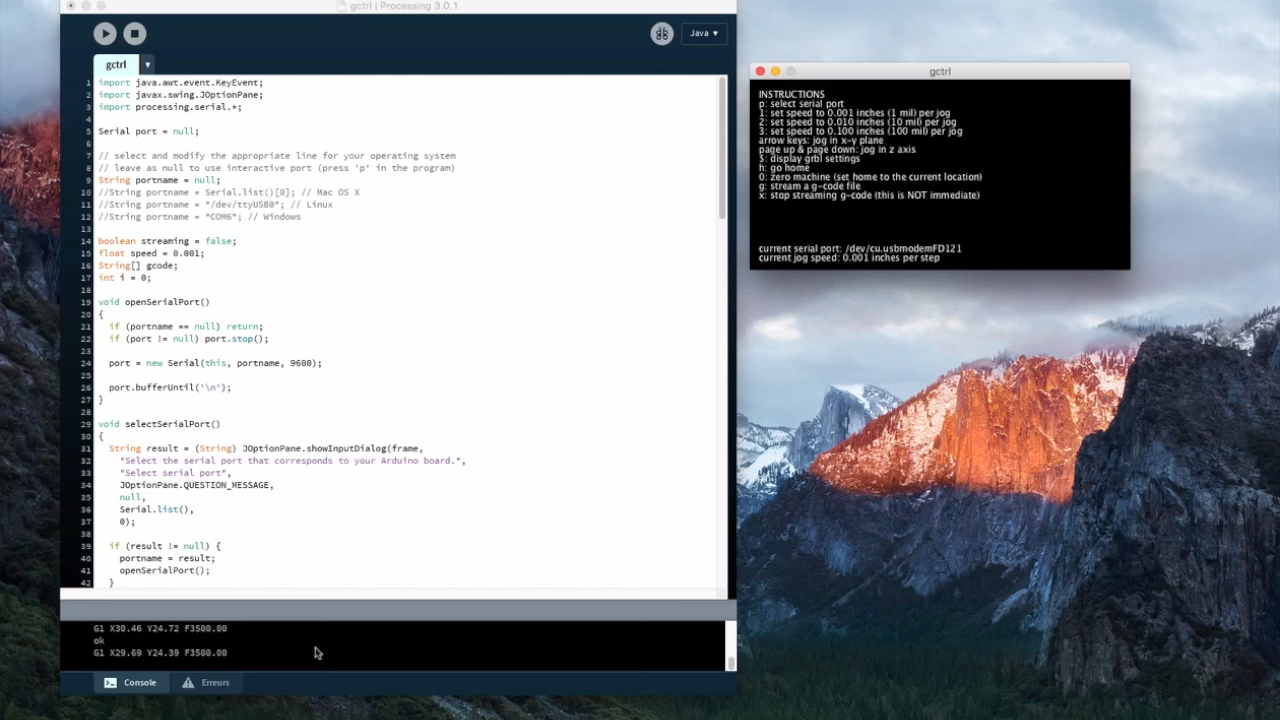 gctrl | Processing 3.0.1
Java ▾
gctrl
1 import java.awt.event.KeyEvent;
2 import javax.swing.JOptionPane;
3 import processing.serial.*;
4
5 Serial port = null;
6
7 // select and modify the appropriate line for your operating system
8 // leave as null to use interactive port (press 'p' in the program)
9 String portname = null;
10 //String portname = Serial.list()[0]; // Mac OS X
11 //String portname = "/dev/ttyUSB0"; // Linux
12 //String portname = "COM6"; // Windows
13
14 boolean streaming = false;
15 float speed = 0.001;
16 String[] gcode;
17 int i = 0;
18
19 void openSerialPort()
20 {
21 if (portname == null) return;
22 if (port != null) port.stop();
23
24 port = new Serial(this, portname, 9600);
25
26 port.bufferUntil('\n');
27 }
28
29 void selectSerialPort()
30 {
31 String result = (String) JOptionPane.showInputDialog(frame,
32 "Select the serial port that corresponds to your Arduino board.",
33 "Select serial port",
34 JOptionPane.QUESTION_MESSAGE,
35 null,
36 Serial.list(),
37 0);
38
39 if (result != null) {
40 portname = result;
41 openSerialPort();
42 }
G1 X30.46 Y24.72 F3500.00
ok
G1 X29.69 Y24.39 F3500.00
Console
Erreurs
gctrl
INSTRUCTIONS
p: select serial port
1: set speed to 0.001 inches (1 mil) per jog
2: set speed to 0.010 inches (10 mil) per jog
3: set speed to 0.100 inches (100 mil) per jog
arrow keys: jog in x-y plane
page up & page down: jog in z axis
$: display grbl settings
h: go home
0: zero machine (set home to the current location)
g: stream a g-code file
x: stop streaming g-code (this is NOT immediate)
current serial port: /dev/cu.usbmodemFD121
current jog speed: 0.001 inches per step